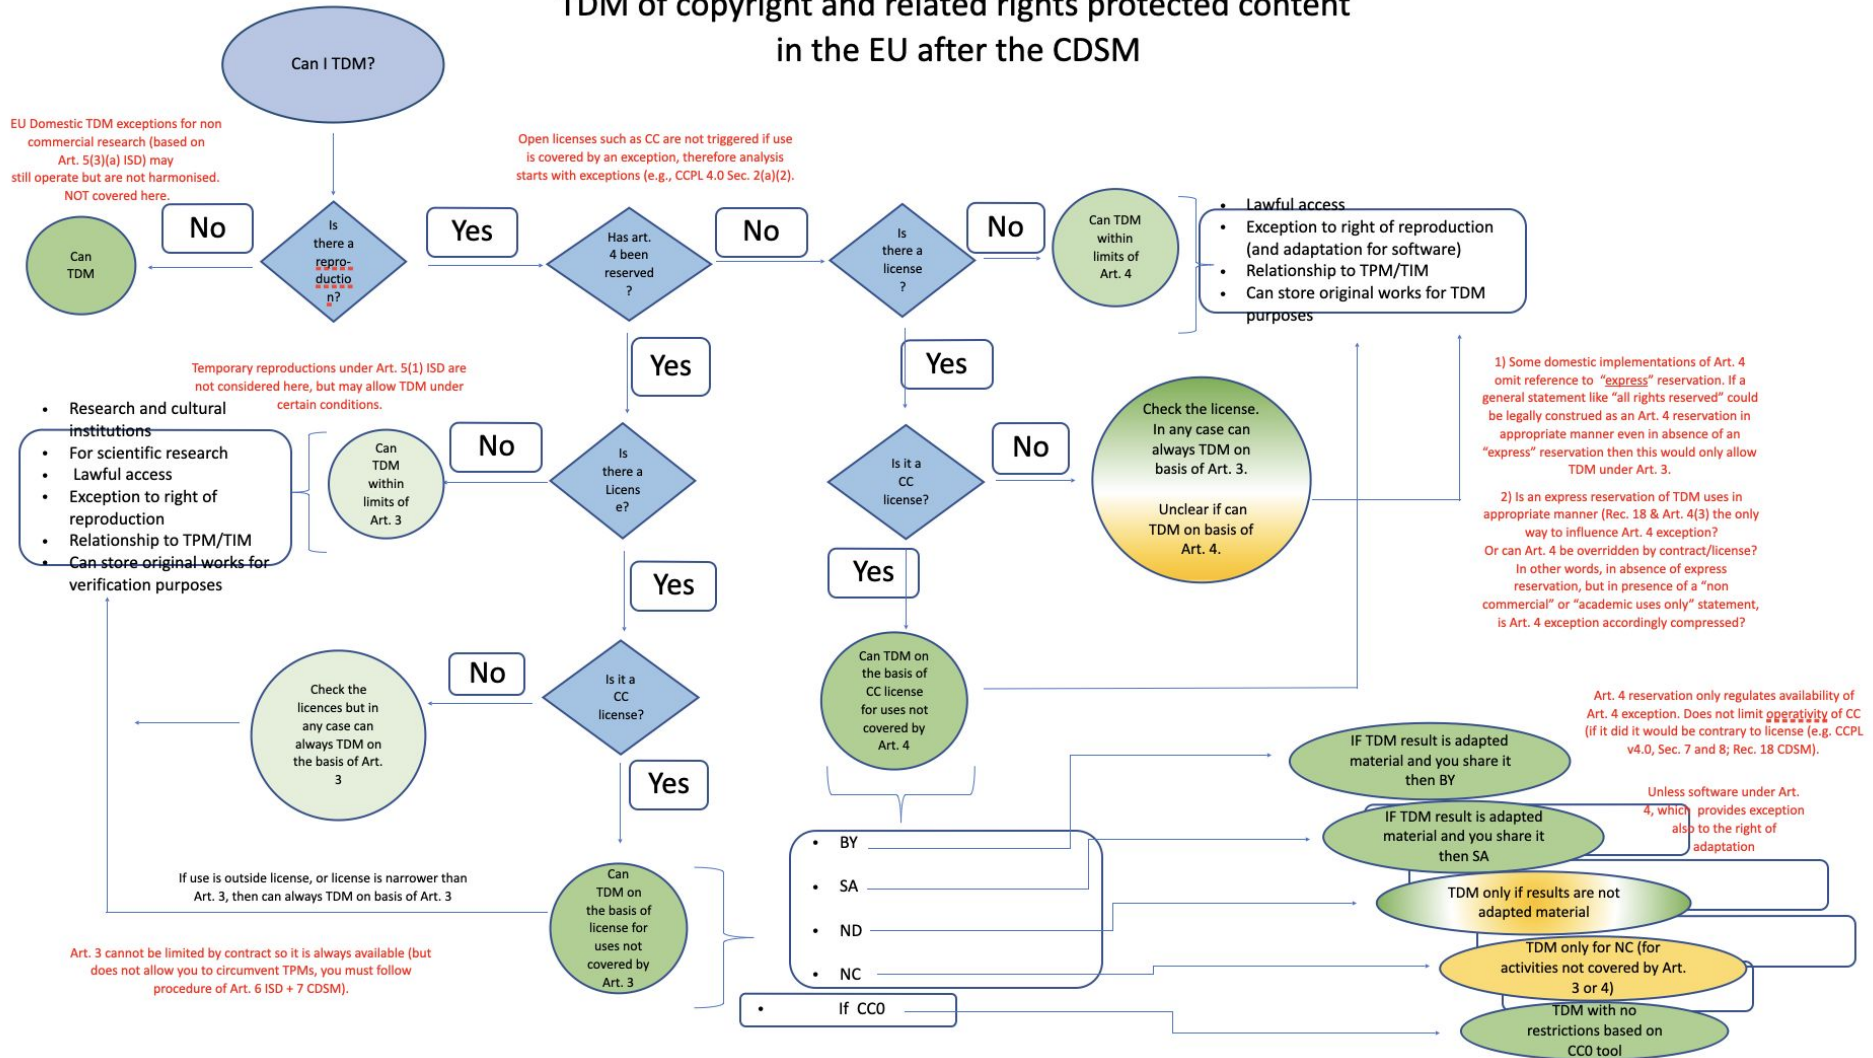 TDM of copyright and related rights protected content
in the EU after the CDSM
Can I TDM?
EU Domestic TDM exceptions for non
commercial research (based on
Art. 5(3)(a) ISD) may
still operate but are not harmonised.
NOT covered here.
Open licenses such as CC are not triggered if use
is covered by an exception, therefore analysis
starts with exceptions (e.g., CCPL 4.0 Sec. 2(a)(2).
Can
TDM
No
Is
there a
repro-
ductio
n?
Yes
Has art.
4 been
reserved
?
No
Is
there a
license
?
No
Can TDM
within
limits of
Art. 4
• Lawful access
• Exception to right of reproduction
(and adaptation for software)
• Relationship to TPM/TIM
• Can store original works for TDM
purposes
Yes
Yes
Temporary reproductions under Art. 5(1) ISD are
not considered here, but may allow TDM under
certain conditions.
• Research and cultural
institutions
• For scientific research
• Lawful access
• Exception to right of
reproduction
• Relationship to TPM/TIM
• Can store original works for
verification purposes
Can
TDM
within
limits of
Art. 3
No
Is
there a
Licens
e?
Is it a
CC
license?
No
Check the license.
In any case can
always TDM on
basis of Art. 3.
Unclear if can
TDM on basis of
Art. 4.
1) Some domestic implementations of Art. 4
omit reference to “express” reservation. If a
general statement like “all rights reserved” could
be legally construed as an Art. 4 reservation in
appropriate manner even in absence of an
“express” reservation then this would only allow
TDM under Art. 3.
2) Is an express reservation of TDM uses in
appropriate manner (Rec. 18 & Art. 4(3) the only
way to influence Art. 4 exception?
Or can Art. 4 be overridden by contract/license?
In other words, in absence of express
reservation, but in presence of a “non
commercial” or “academic uses only” statement,
is Art. 4 exception accordingly compressed?
Yes
Yes
Check the
licences but in
any case can
always TDM on
the basis of Art.
3
No
Is it a
CC
license?
Can TDM on
the basis of
CC license
for uses not
covered by
Art. 4
Yes
Art. 4 reservation only regulates availability of
Art. 4 exception. Does not limit operativity of CC
(if it did it would be contrary to license (e.g. CCPL
v4.0, Sec. 7 and 8; Rec. 18 CDSM).
Unless software under Art.
4, which provides exception
also to the right of
adaptation
If use is outside license, or license is narrower than
Art. 3, then can always TDM on basis of Art. 3
Art. 3 cannot be limited by contract so it is always available (but
does not allow you to circumvent TPMs, you must follow
procedure of Art. 6 ISD + 7 CDSM).
Can
TDM on
the basis of
license for
uses not
covered by
Art. 3
• BY
• SA
• ND
• NC
• If CC0
IF TDM result is adapted
material and you share it
then BY
IF TDM result is adapted
material and you share it
then SA
TDM only if results are not
adapted material
TDM only for NC (for
activities not covered by Art.
3 or 4)
TDM with no
restrictions based on
CC0 tool